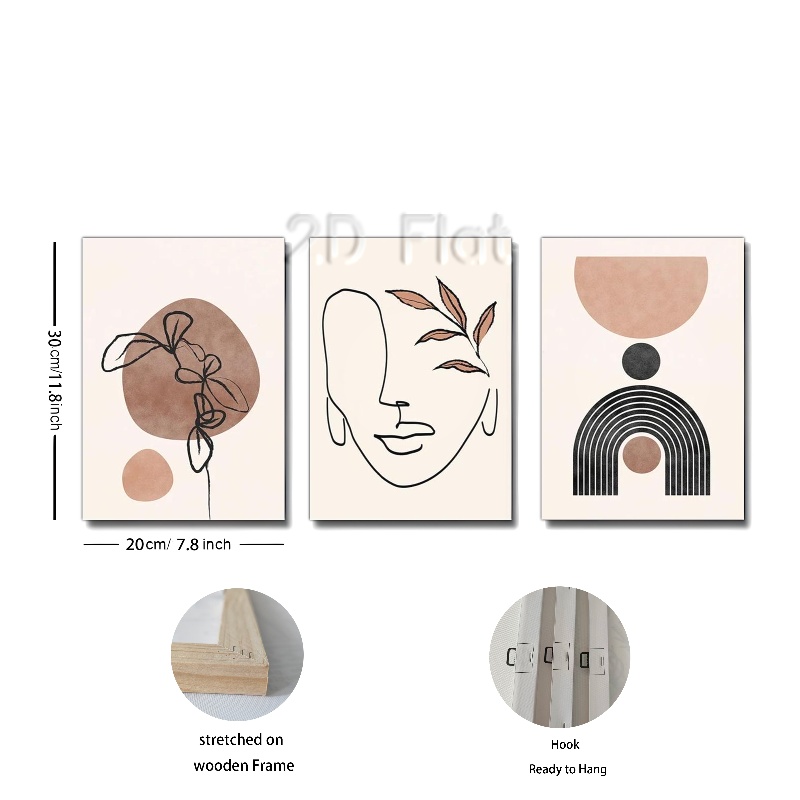 2D Flat
30cm/11.8inch
20cm/ 7.8 inch
stretched on
wooden Frame
Hook
Ready to Hang